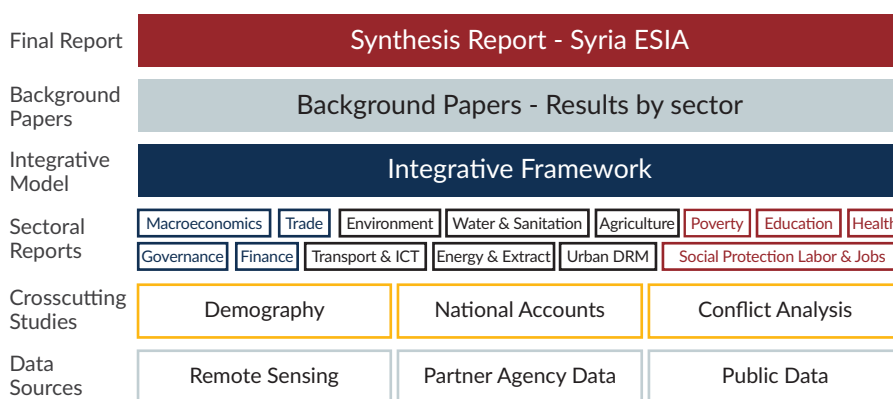 Final Report
Synthesis Report - Syria ESIA
Background
Papers
Background Papers - Results by sector
Integrative
Model
Integrative Framework
Sectoral
Reports
Macroeconomics Trade Environment Water & Sanitation Agriculture Poverty Education Health
Governance Finance Transport & ICT Energy & Extract Urban DRM Social Protection Labor & Jobs
Crosscutting
Studies
Demography National Accounts Conflict Analysis
Data
Sources
Remote Sensing Partner Agency Data Public Data